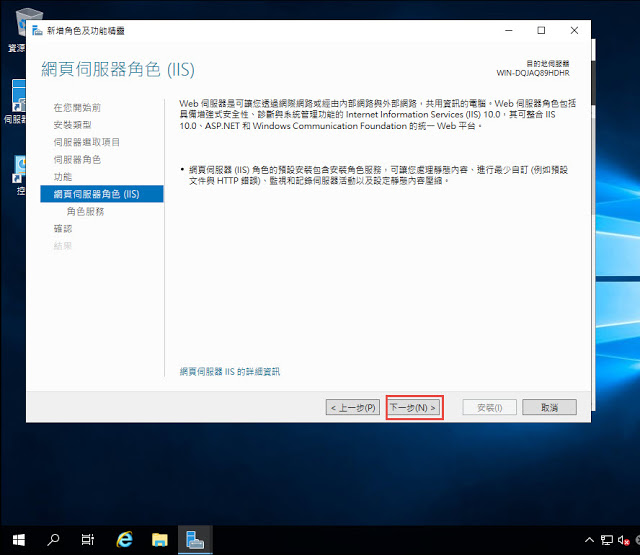 資源
伺服器
控
新增角色及功能精靈
網頁伺服器角色 (IIS)
目的地伺服器
WIN-DQJAQ89HDHR
在您開始前
安裝類型
伺服器選取項目
伺服器角色
功能
網頁伺服器角色 (IIS)
角色服務
確認
結果
Web 伺服器是可讓您透過網際網路或經由內部網路與外部網路，共用資訊的電腦。Web 伺服器角色包括
具備增強式安全性、診斷與系統管理功能的 Internet Information Services (IIS) 10.0，其可整合 IIS
10.0、ASP.NET 和 Windows Communication Foundation 的統一 Web 平台。
• 網頁伺服器 (IIS) 角色的預設安裝包含安裝角色服務，可讓您處理靜態內容、進行最少自訂 (例如預設
文件與 HTTP 錯誤)、監視和記錄伺服器活動以及設定靜態內容壓縮。
網頁伺服器 IIS 的詳細資訊
< 上一步(P)
下一步(N) >
安裝(I)
取消